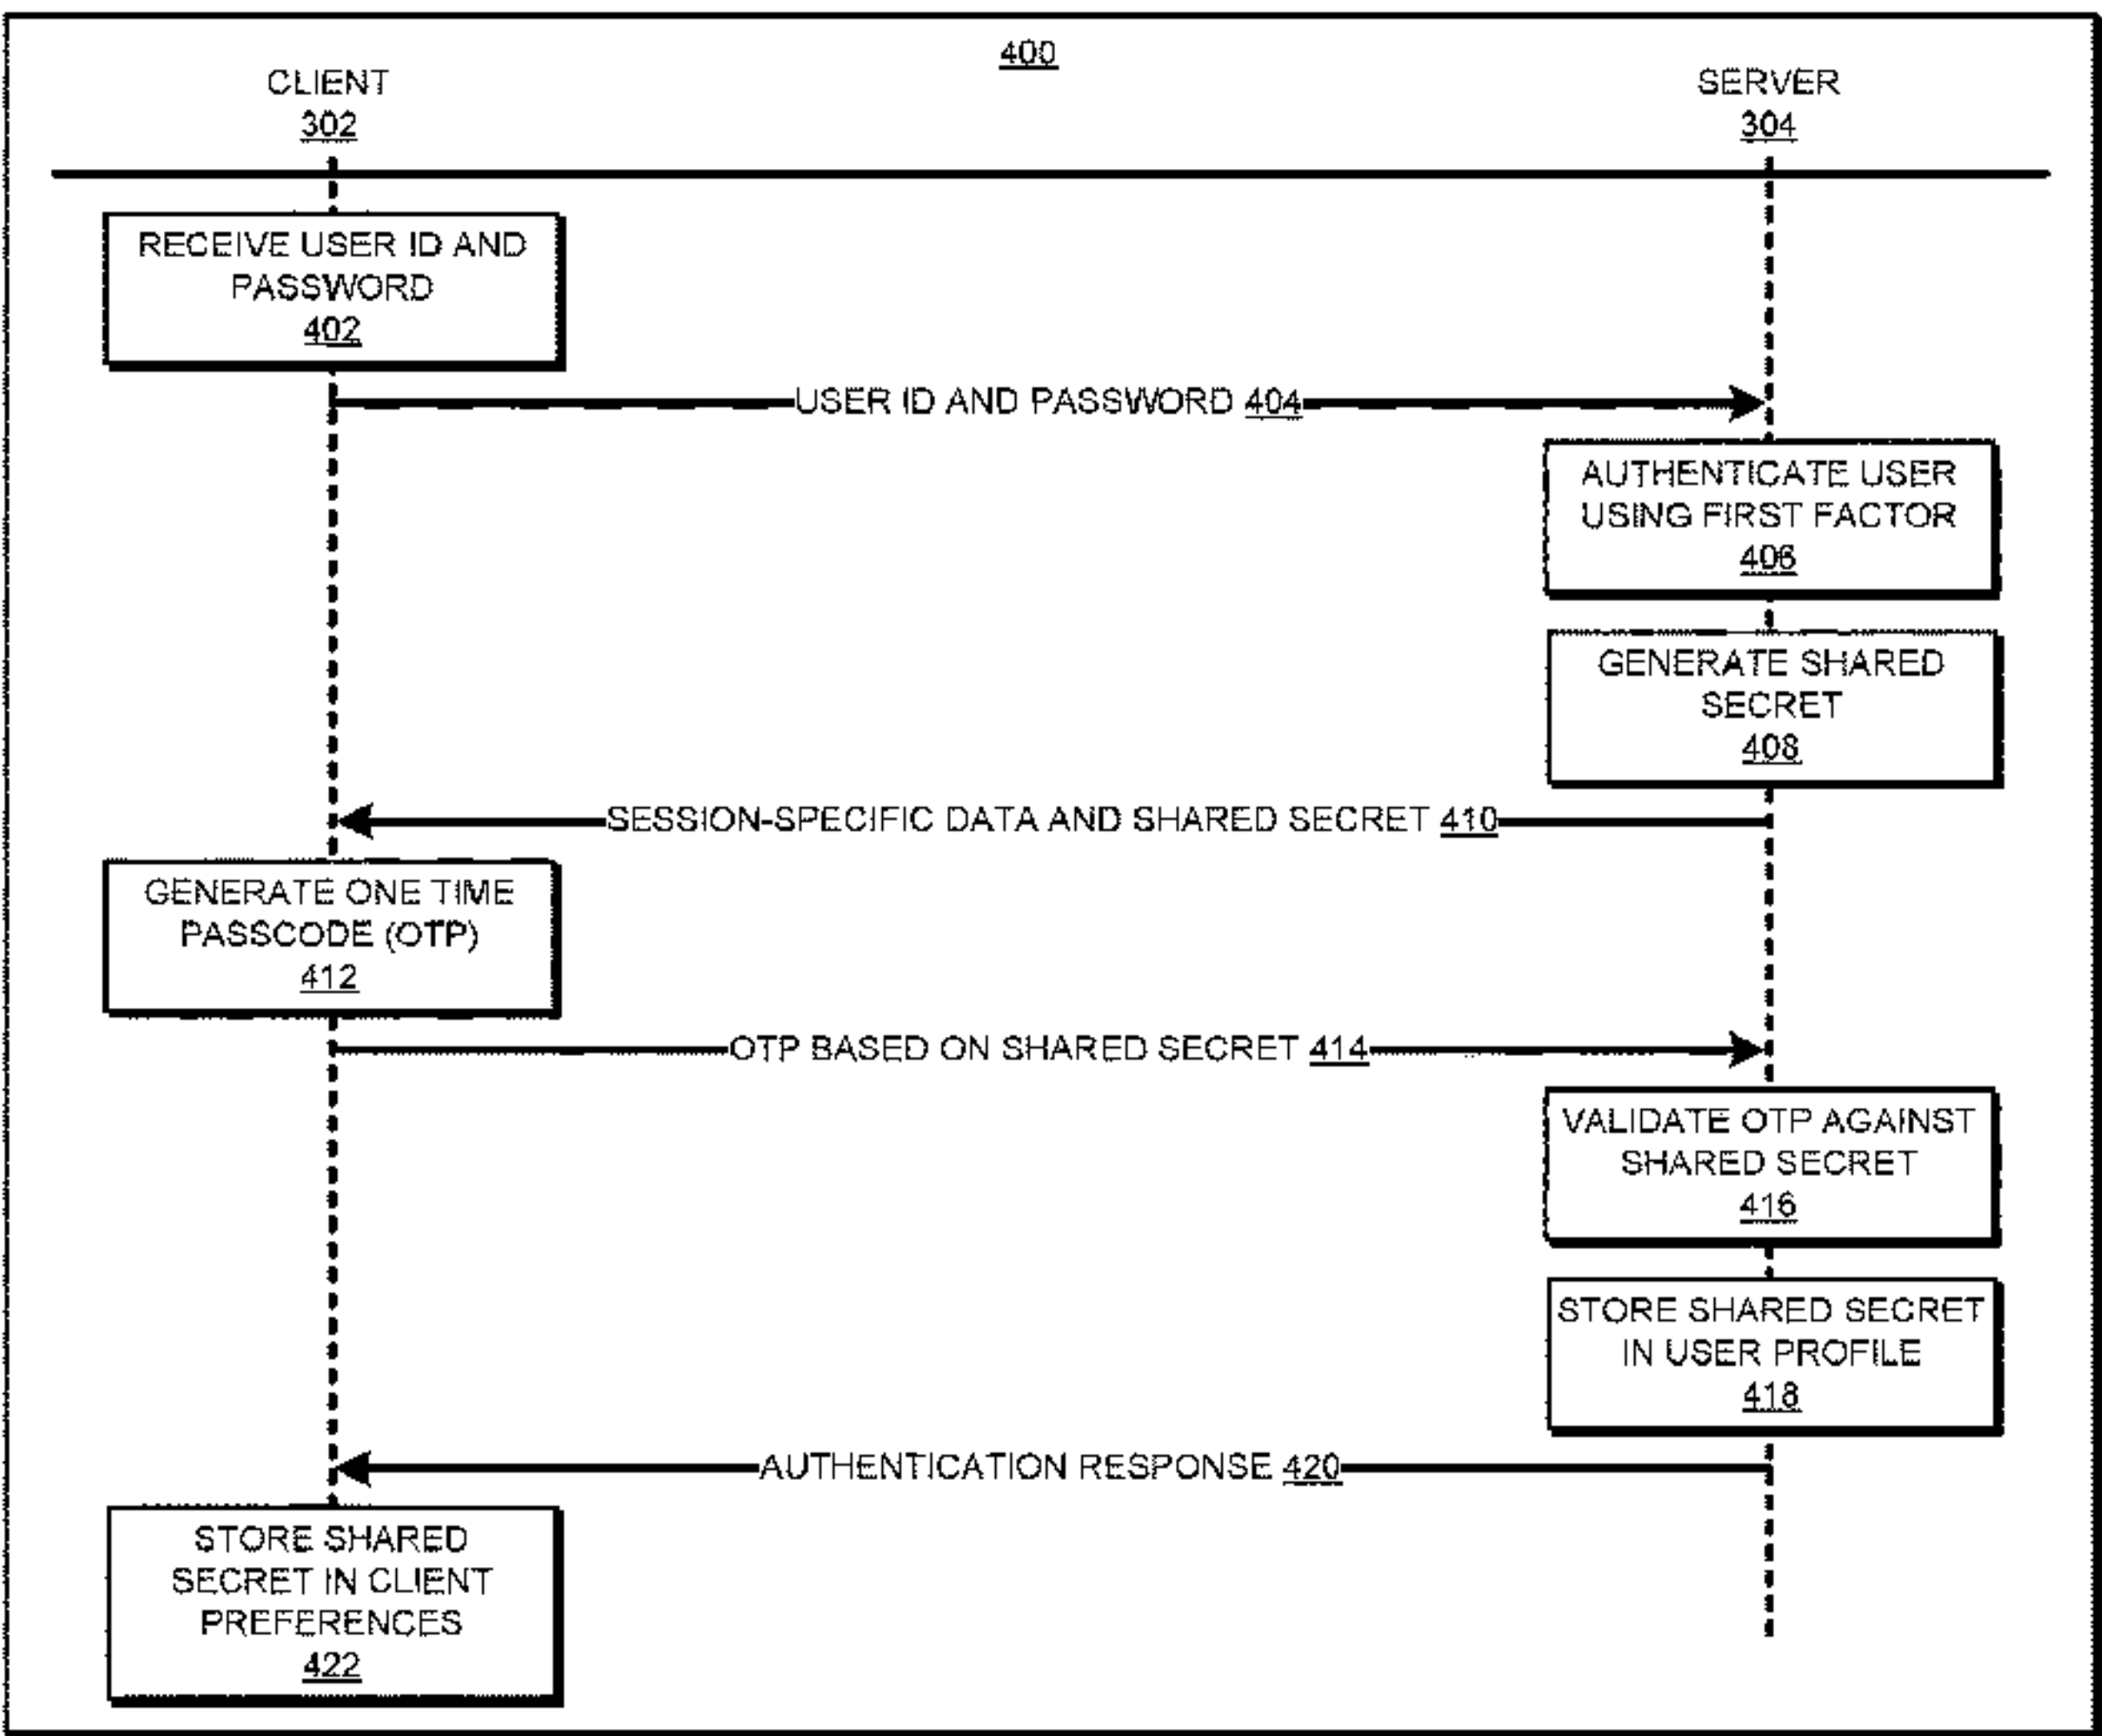 400
CLIENT
302
SERVER
304
RECEIVE USER ID AND
PASSWORD
402
USER ID AND PASSWORD 404
AUTHENTICATE USER
USING FIRST FACTOR
406
GENERATE SHARED
SECRET
408
SESSION-SPECIFIC DATA AND SHARED SECRET 410
GENERATE ONE TIME
PASSCODE (OTP)
412
OTP BASED ON SHARED SECRET 414
VALIDATE OTP AGAINST
SHARED SECRET
416
STORE SHARED SECRET
IN USER PROFILE
418
AUTHENTICATION RESPONSE 420
STORE SHARED
SECRET IN CLIENT
PREFERENCES
422